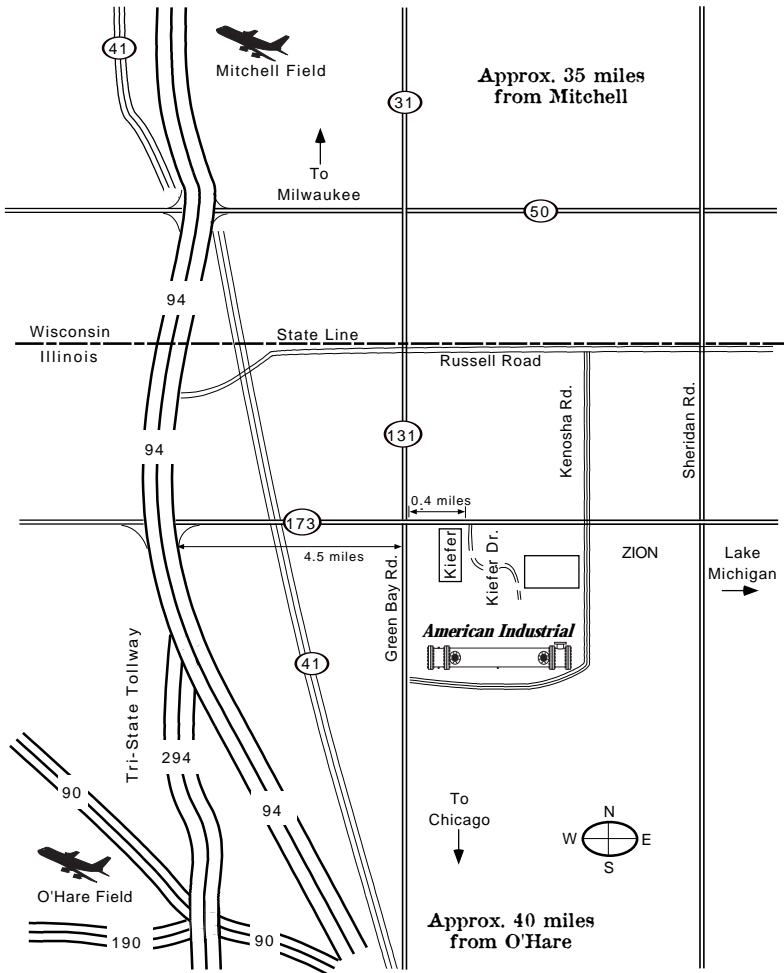 41
Mitchell Field
Approx. 35 miles
from Mitchell
31
To
Milwaukee
50
94
Wisconsin
State Line
Illinois
Russell Road
Kenosha Rd.
Sheridan Rd.
131
94
0.4 miles
173
4.5 miles
Green Bay Rd.
Kiefer
Kiefer Dr.
ZION
Lake
Michigan
American Industrial
41
Tri-State Tollway
294
90
94
To
Chicago
N
W
E
S
O'Hare Field
190
90
Approx. 40 miles
from O'Hare